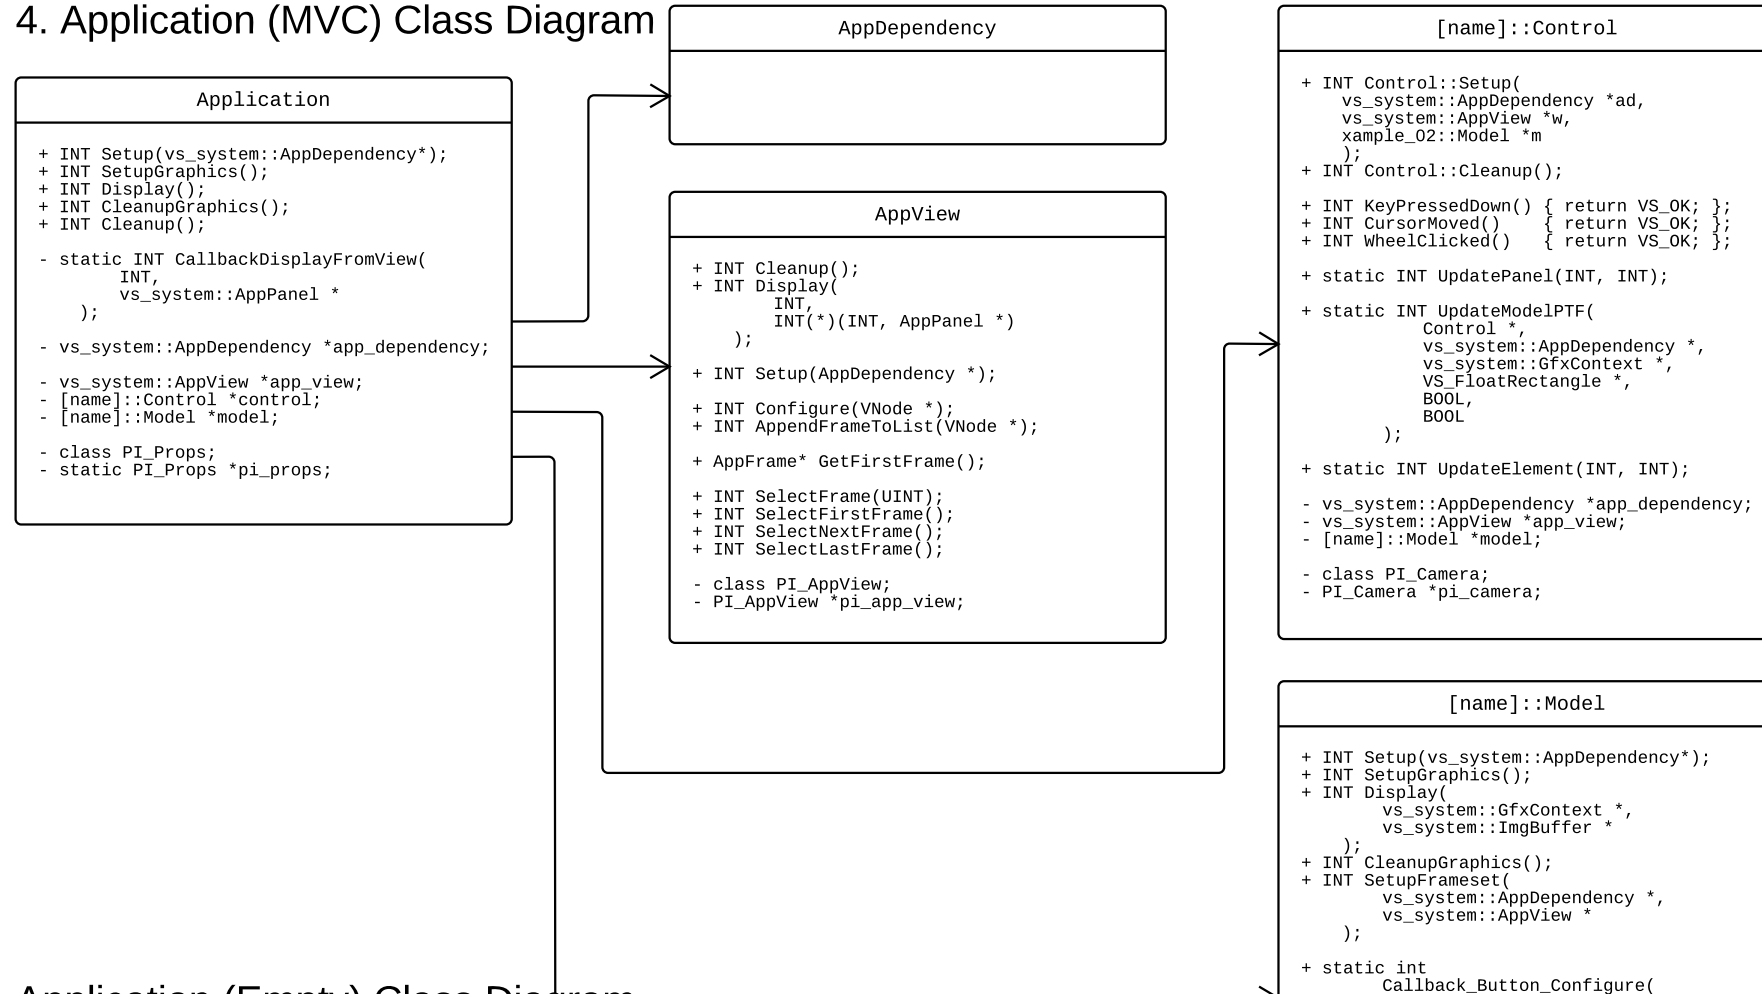 4. Application (MVC) Class Diagram
Application
+ INT Setup(vs_system::AppDependency*);
+ INT SetupGraphics();
+ INT Display();
+ INT CleanupGraphics();
+ INT Cleanup();
- static INT CallbackDisplayFromView(
INT,
vs_system::AppPanel *
);
- vs_system::AppDependency *app_dependency;
- vs_system::AppView *app_view;
- [name]::Control *control;
- [name]::Model *model;
- class PI_Props;
- static PI_Props *pi_props;
AppDependency
AppView
+ INT Cleanup();
+ INT Display(
INT,
INT(*)(INT, AppPanel *)
);
+ INT Setup(AppDependency *);
+ INT Configure(VNode *);
+ INT AppendFrameToList(VNode *);
+ AppFrame* GetFirstFrame();
+ INT SelectFrame(UINT);
+ INT SelectFirstFrame();
+ INT SelectNextFrame();
+ INT SelectLastFrame();
- class PI_AppView;
- PI_AppView *pi_app_view;
[name]::Control
+ INT Control::Setup(
vs_system::AppDependency *ad,
vs_system::AppView *w,
xample_O2::Model *m
);
+ INT Control::Cleanup();
+ INT KeyPressedDown() { return VS_OK; };
+ INT CursorMoved() { return VS_OK; };
+ INT WheelClicked() { return VS_OK; };
+ static INT UpdatePanel(INT, INT);
+ static INT UpdateModelPTF(
Control *,
vs_system::AppDependency *,
vs_system::GfxContext *,
VS_FloatRectangle *,
BOOL,
BOOL
);
+ static INT UpdateElement(INT, INT);
- vs_system::AppDependency *app_dependency;
- vs_system::AppView *app_view;
- [name]::Model *model;
- class PI_Camera;
- PI_Camera *pi_camera;
[name]::Model
+ INT Setup(vs_system::AppDependency*);
+ INT SetupGraphics();
+ INT Display(
vs_system::GfxContext *,
vs_system::ImgBuffer *
);
+ INT CleanupGraphics();
+ INT SetupFrameset(
vs_system::AppDependency *,
vs_system::AppView *
);
+ static int
Callback_Button_Configure(
Application (Empty) Class Diagram